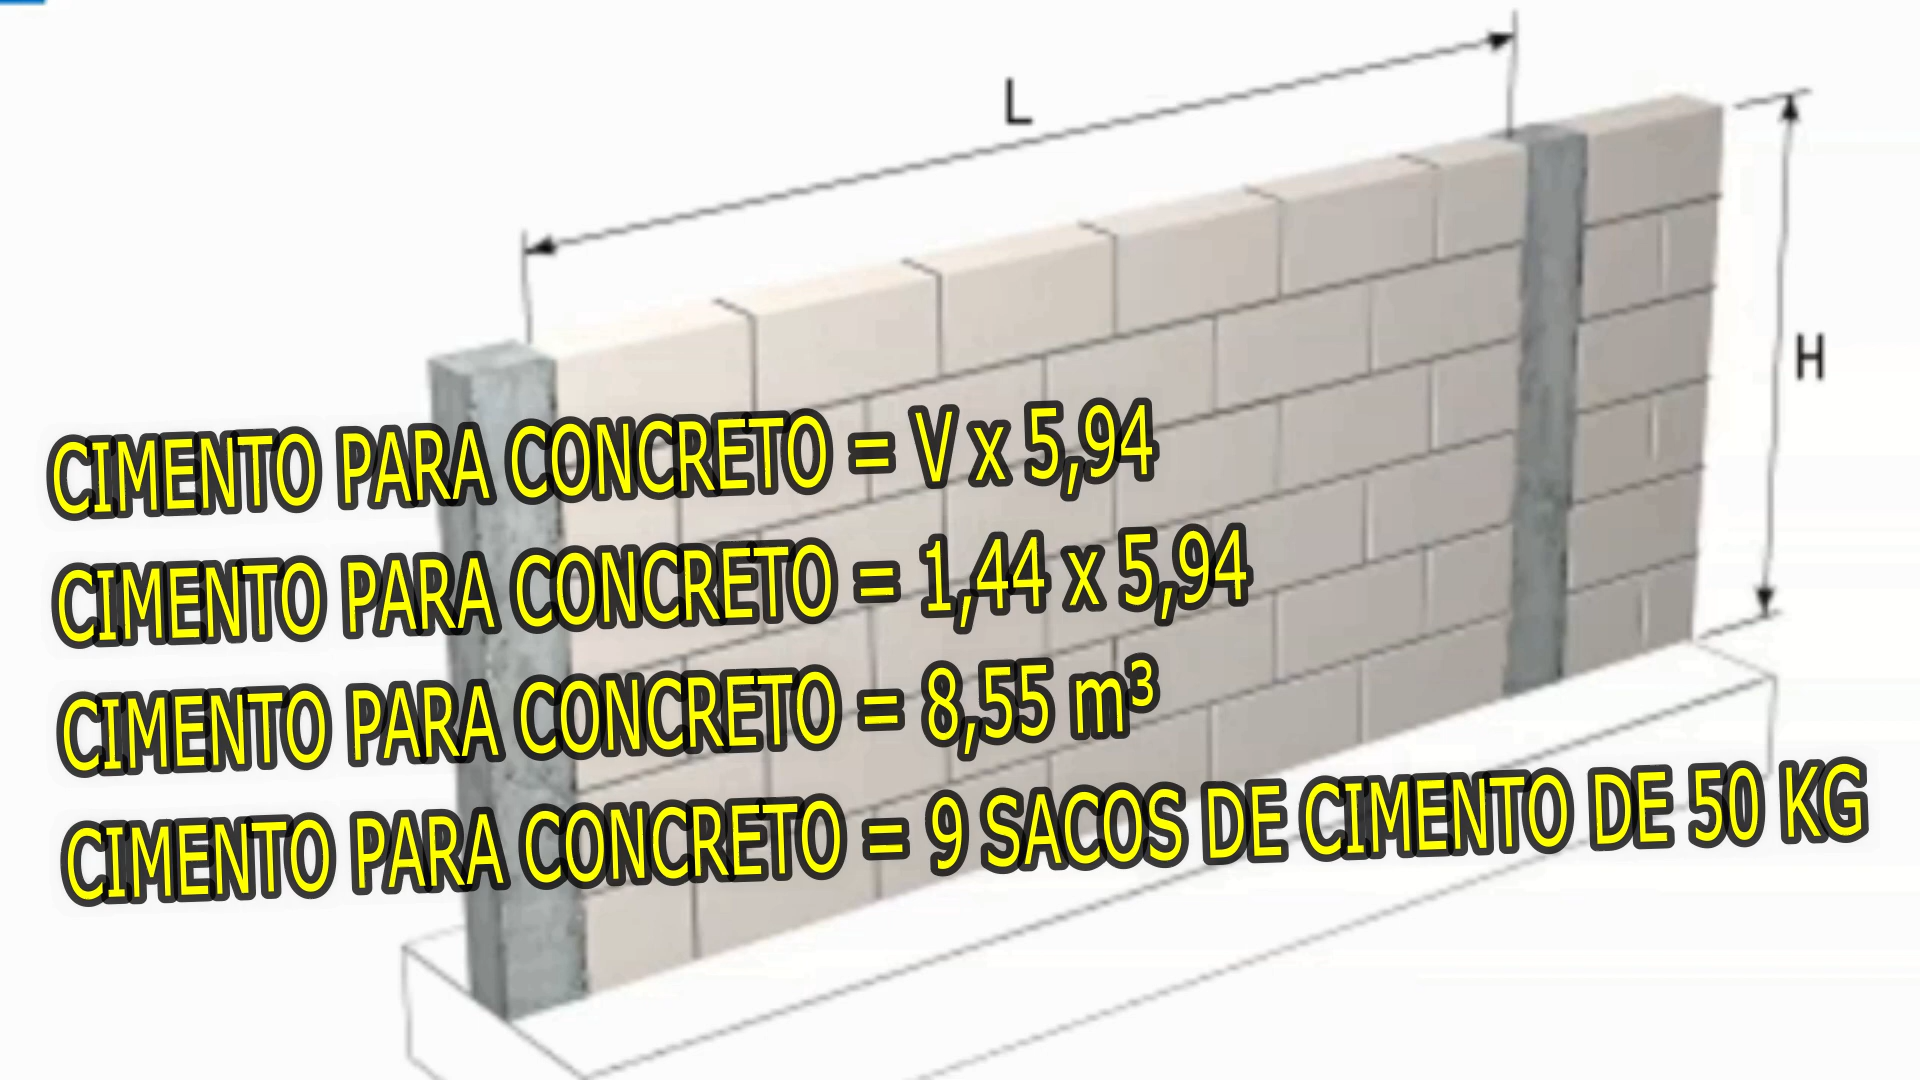 L
H
CIMENTO PARA CONCRETO = V x 5,94
CIMENTO PARA CONCRETO = 1,44 x 5,94
CIMENTO PARA CONCRETO = 8,55 m³
CIMENTO PARA CONCRETO = 9 SACOS DE CIMENTO DE 50 KG